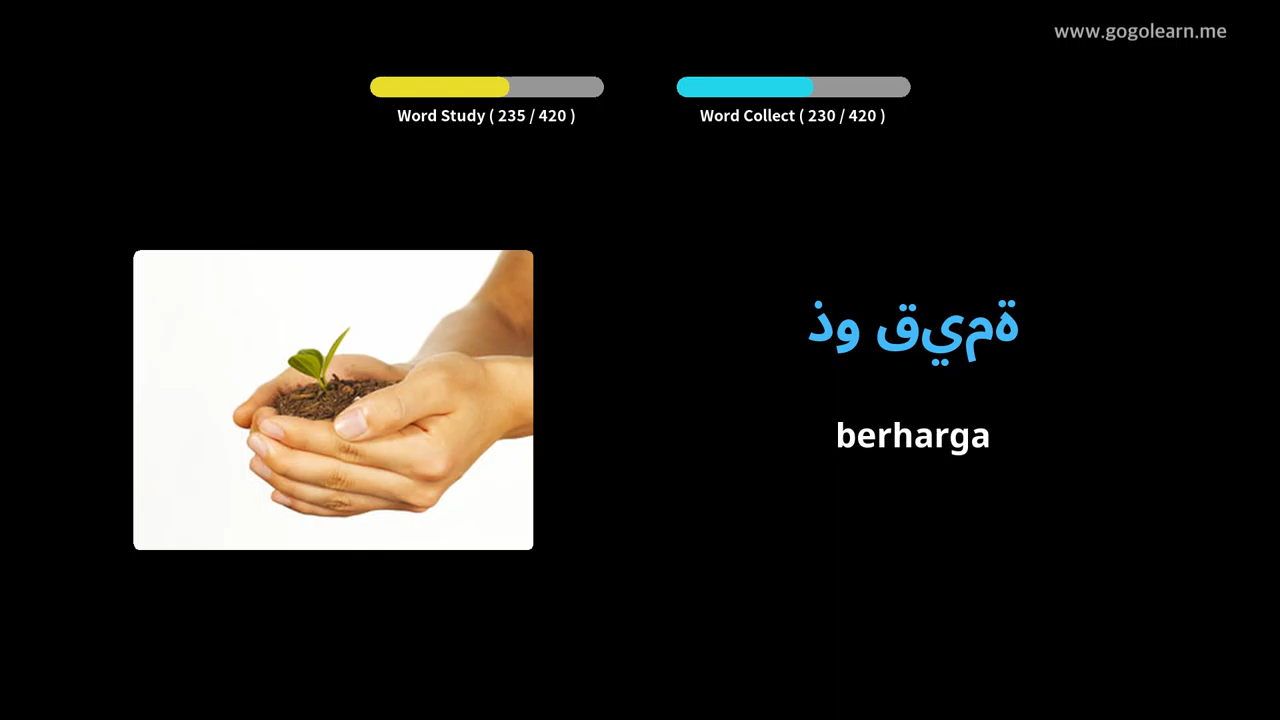 www.gogolearn.me
Word Study ( 235 / 420 )
Word Collect ( 230 / 420 )
ذو قيمة
berharga